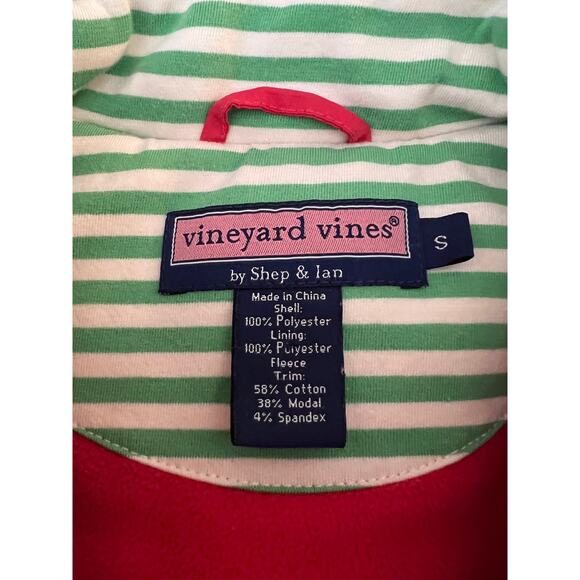 vineyard vines®
S
by Shep & Ian
Made in China
Shell:
100% Polyester
Lining:
100% Polyester
Fleece
Trim:
58% Cotton
38% Modal
4% Spandex